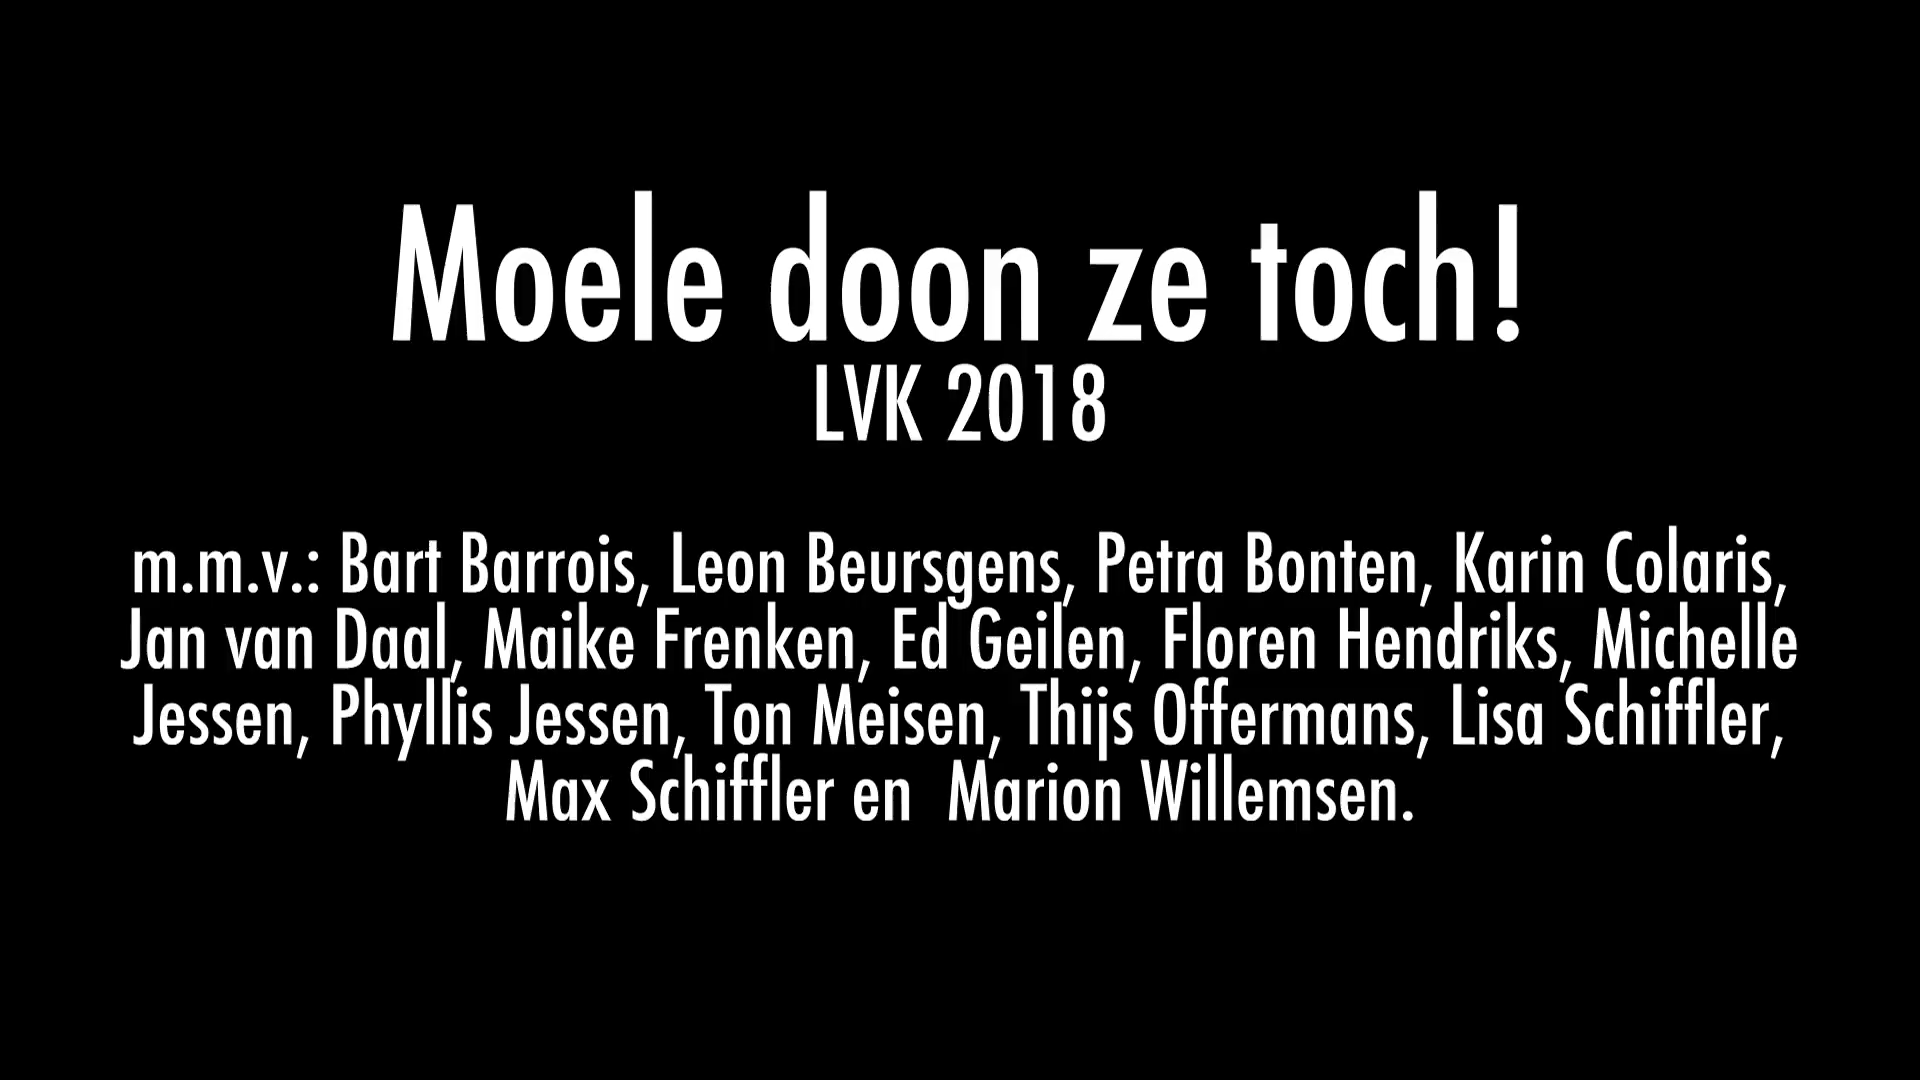 Moele doon ze toch!
LVK 2018
m.m.v.: Bart Barrois, Leon Beursgens, Petra Bonten, Karin Colaris,
Jan van Daal, Maike Frenken, Ed Geilen, Floren Hendriks, Michelle
Jessen, Phyllis Jessen, Ton Meisen, Thijs Offermans, Lisa Schiffler,
Max Schiffler en  Marion Willemsen.